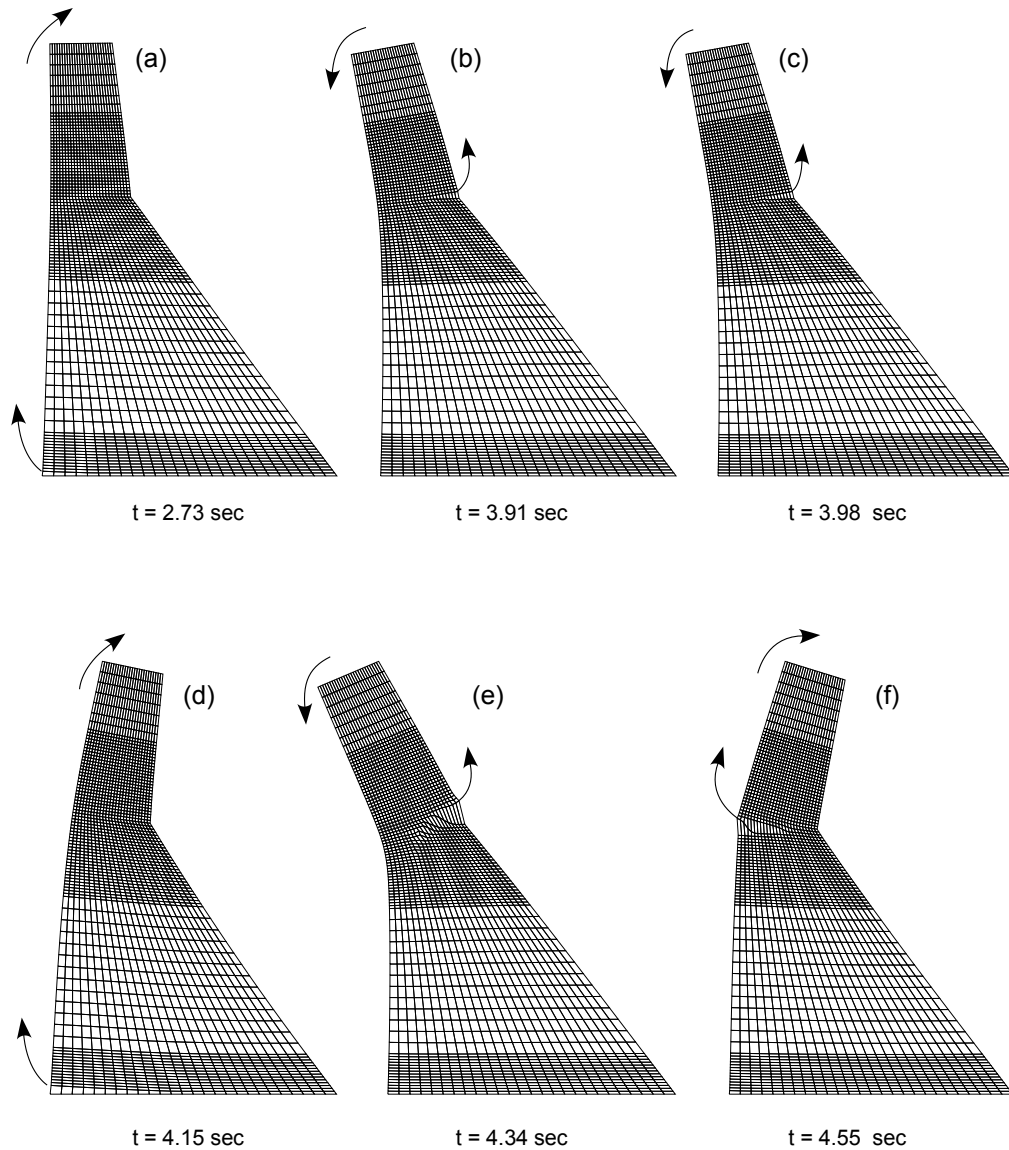 (a)
(b)
(c)
t = 2.73 sec
t = 3.91 sec
t = 3.98 sec
(d)
(e)
(f)
t = 4.15 sec
t = 4.34 sec
t = 4.55 sec